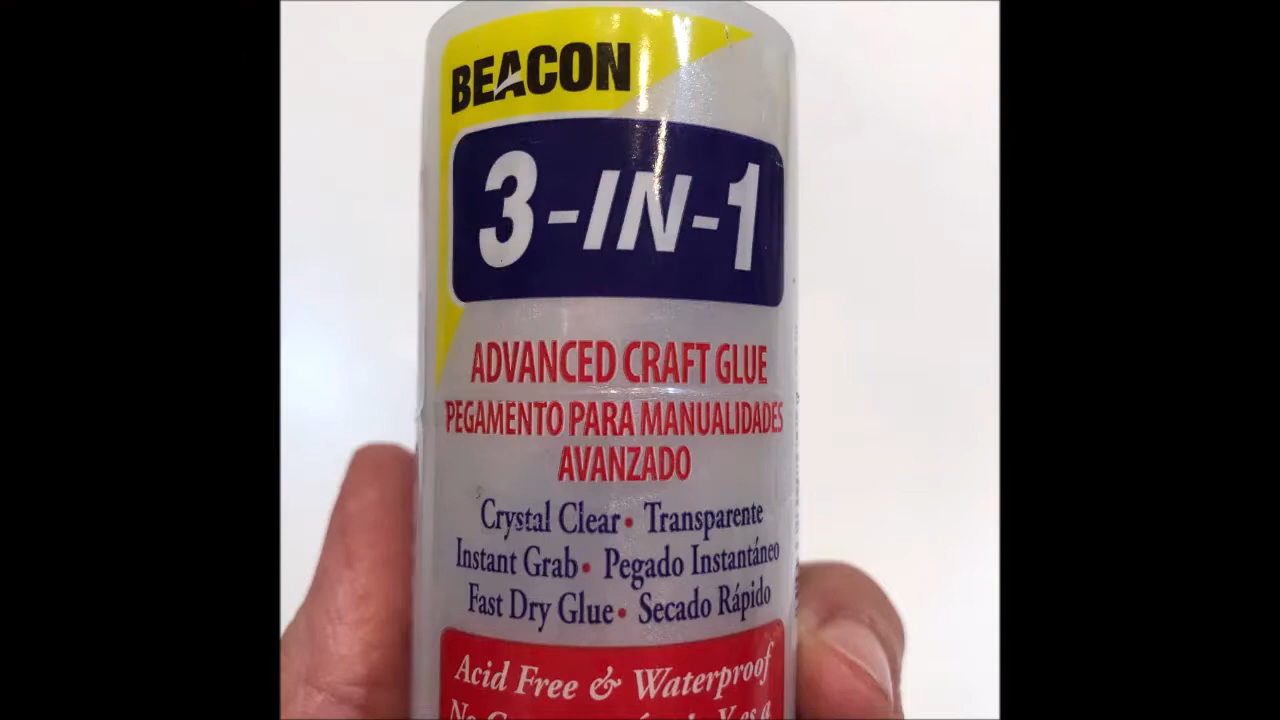 BEACON
3-IN-1
ADVANCED CRAFT GLUE
PEGAMENTO PARA MANUALIDADES
AVANZADO
Crystal Clear • Transparente
Instant Grab • Pegado Instantáneo
Fast Dry Glue • Secado Rápido
Acid Free & Waterproof
No